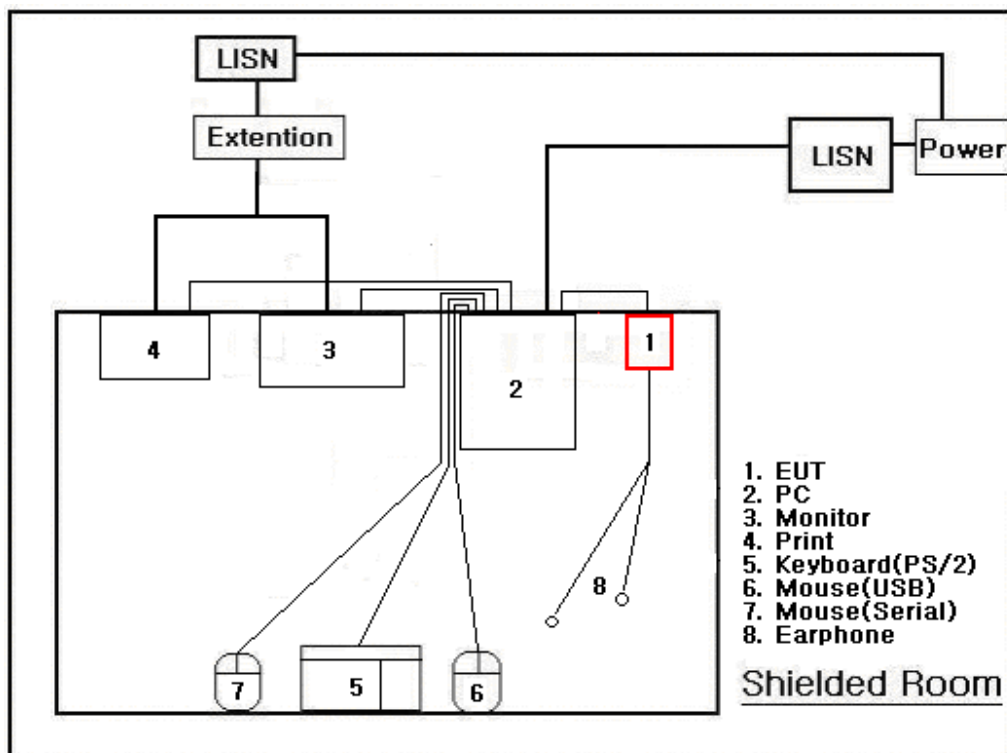 LISN
Extention
LISN
Power
4
3
2
1
1. EUT
2. PC
3. Monitor
4. Print
5. Keyboard(PS/2)
6. Mouse(USB)
7. Mouse(Serial)
8. Earphone
8
7
5
6
Shielded Room